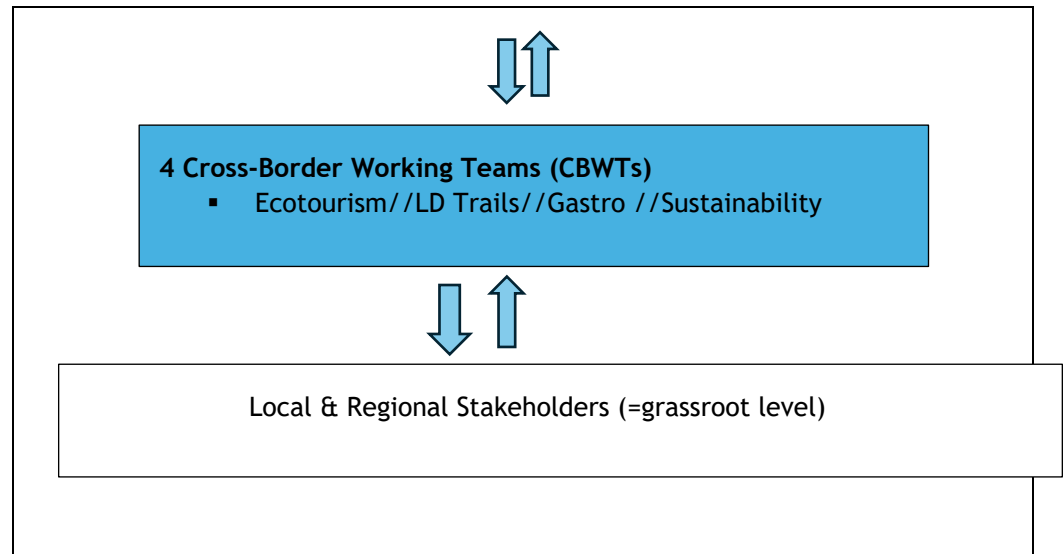 4 Cross-Border Working Teams (CBWTs)
▪ Ecotourism//LD Trails//Gastro //Sustainability
Local & Regional Stakeholders (=grassroot level)